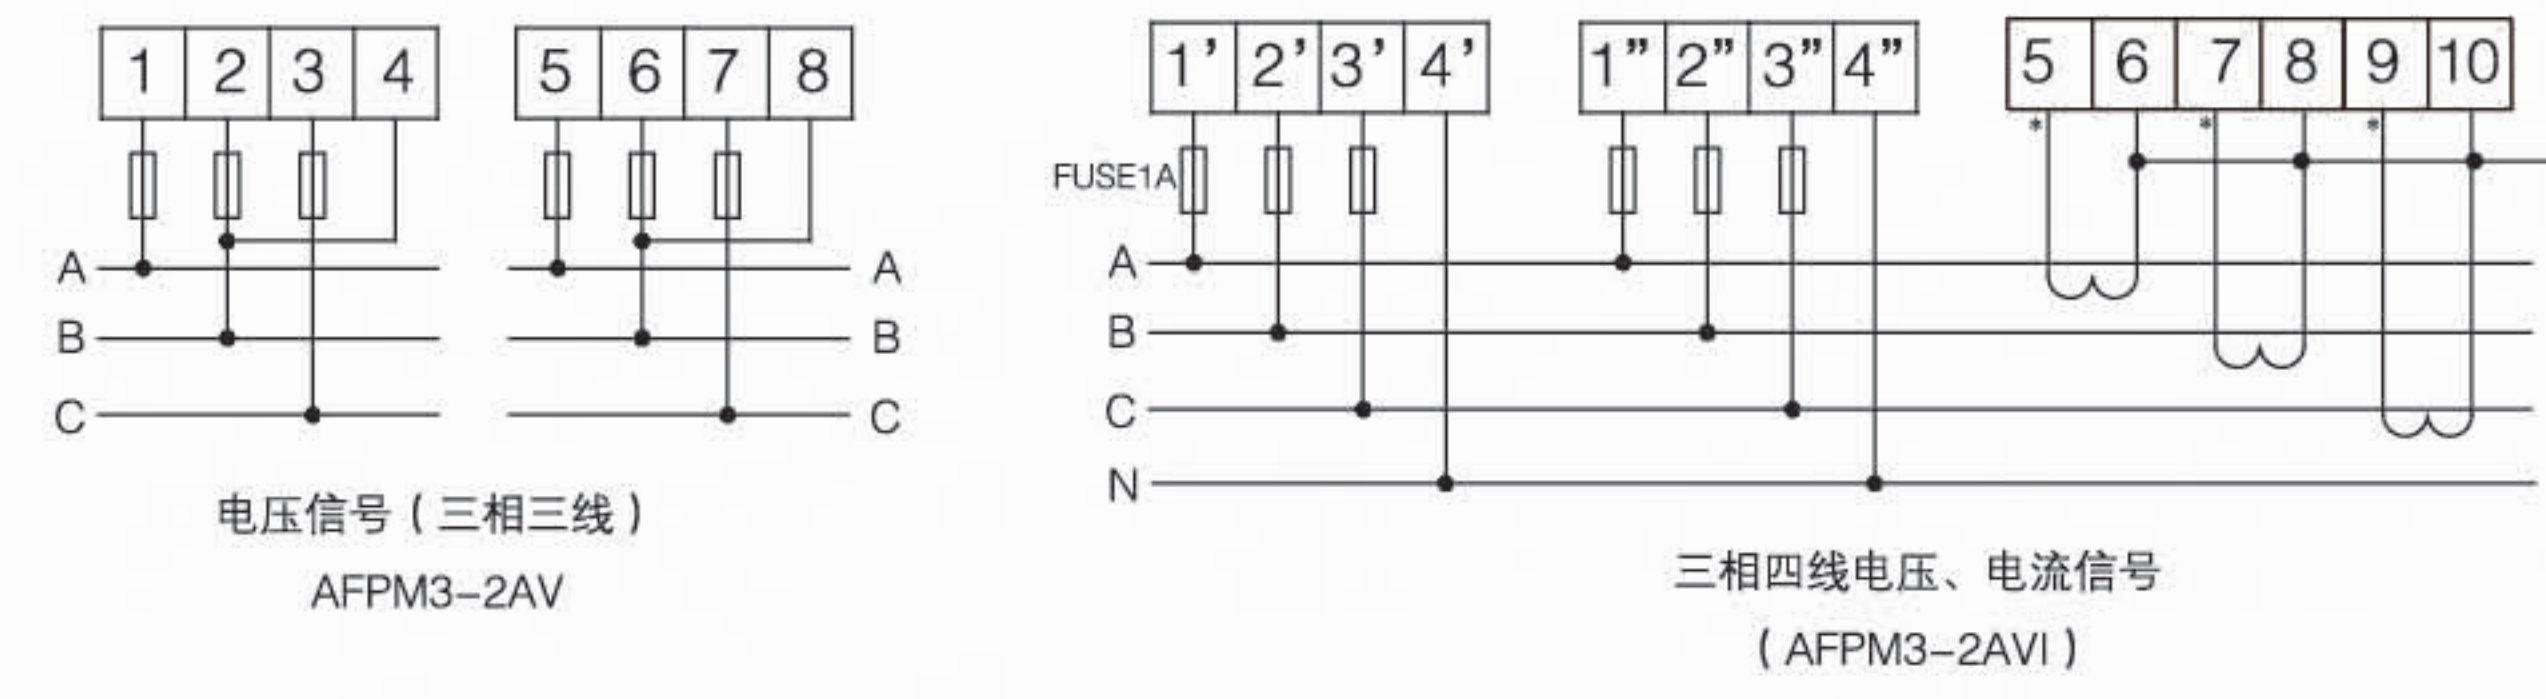 1 2 3 4
5 6 7 8
A A
B B
C C
电压信号（三相三线）
AFPM3-2AV
1’ 2’ 3’ 4’
1” 2” 3” 4”
5 6 7 8 9 10
* * *
FUSE1A
A
B
C
N
三相四线电压、电流信号
（AFPM3-2AVI）